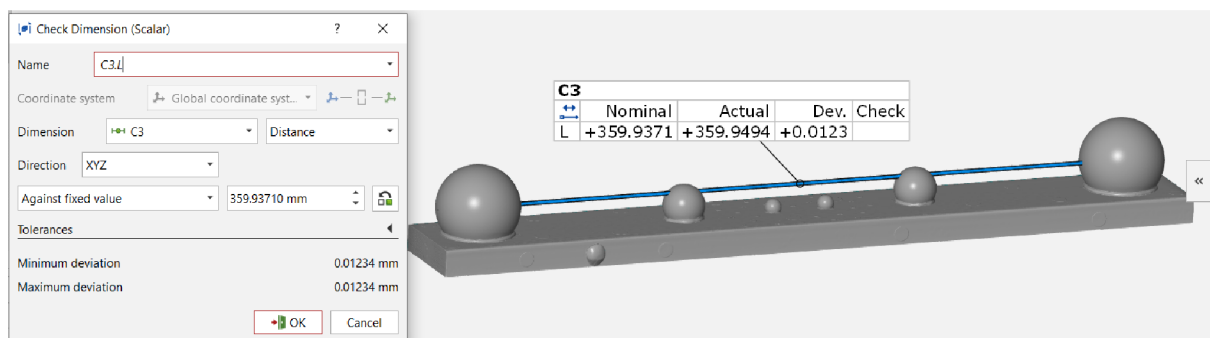 Check Dimension (Scalar) ? ×
Name C3.L
Coordinate system Global coordinate syst...
Dimension C3 Distance
Direction XYZ
Against fixed value 359.93710 mm
Tolerances
Minimum deviation 0.01234 mm
Maximum deviation 0.01234 mm
OK Cancel
C3
Nominal Actual Dev. Check
L +359.9371 +359.9494 +0.0123
«